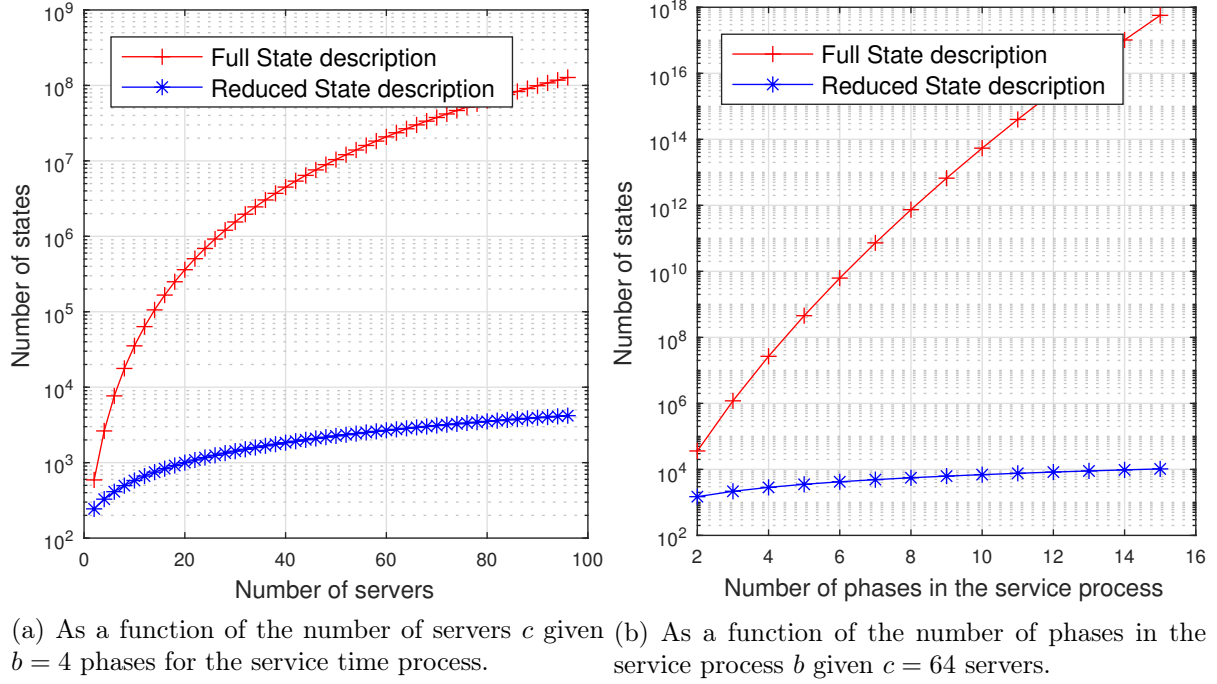 10^9
10^8
10^7
10^6
10^5
10^4
10^3
10^2
Number of states
Full State description
Reduced State description
0 20 40 60 80 100
Number of servers
(a) As a function of the number of servers c given
b = 4 phases for the service time process.
10^18
10^16
10^14
10^12
10^10
10^8
10^6
10^4
10^2
Number of states
Full State description
Reduced State description
2 4 6 8 10 12 14 16
Number of phases in the service process
(b) As a function of the number of phases in the
service process b given c = 64 servers.